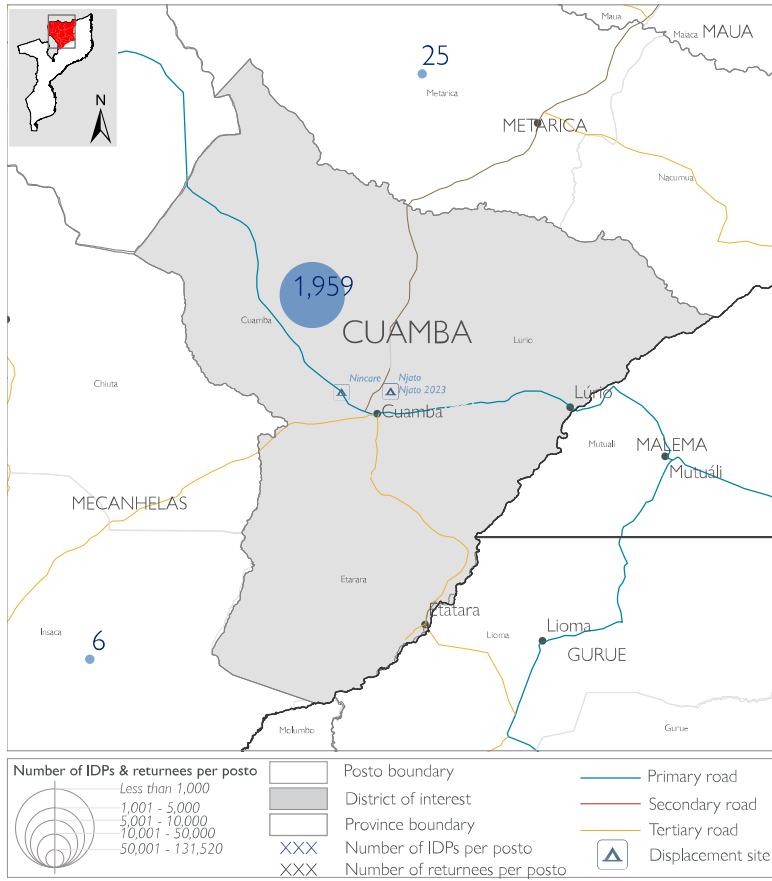 Maua
Maiaca
MAUA
25
Metarica
N
METARICA
Nacumua
1,959
Cuamba
CUAMBA
Lurio
Chiuta
Nincare
Njato
Njato 2023
Cuamba
Lúrio
Mutuali
MALEMA
Mutuáli
MECANHELAS
Etarara
Etatara
Insaca
6
Lioma
Lioma
GURUE
Molumbo
Gurue
Number of IDPs & returnees per posto
Less than 1,000
1,001 - 5,000
5,001 - 10,000
10,001 - 50,000
50,001 - 131,520
Posto boundary
District of interest
Province boundary
XXX Number of IDPs per posto
XXX Number of returnees per posto
Primary road
Secondary road
Tertiary road
Displacement site